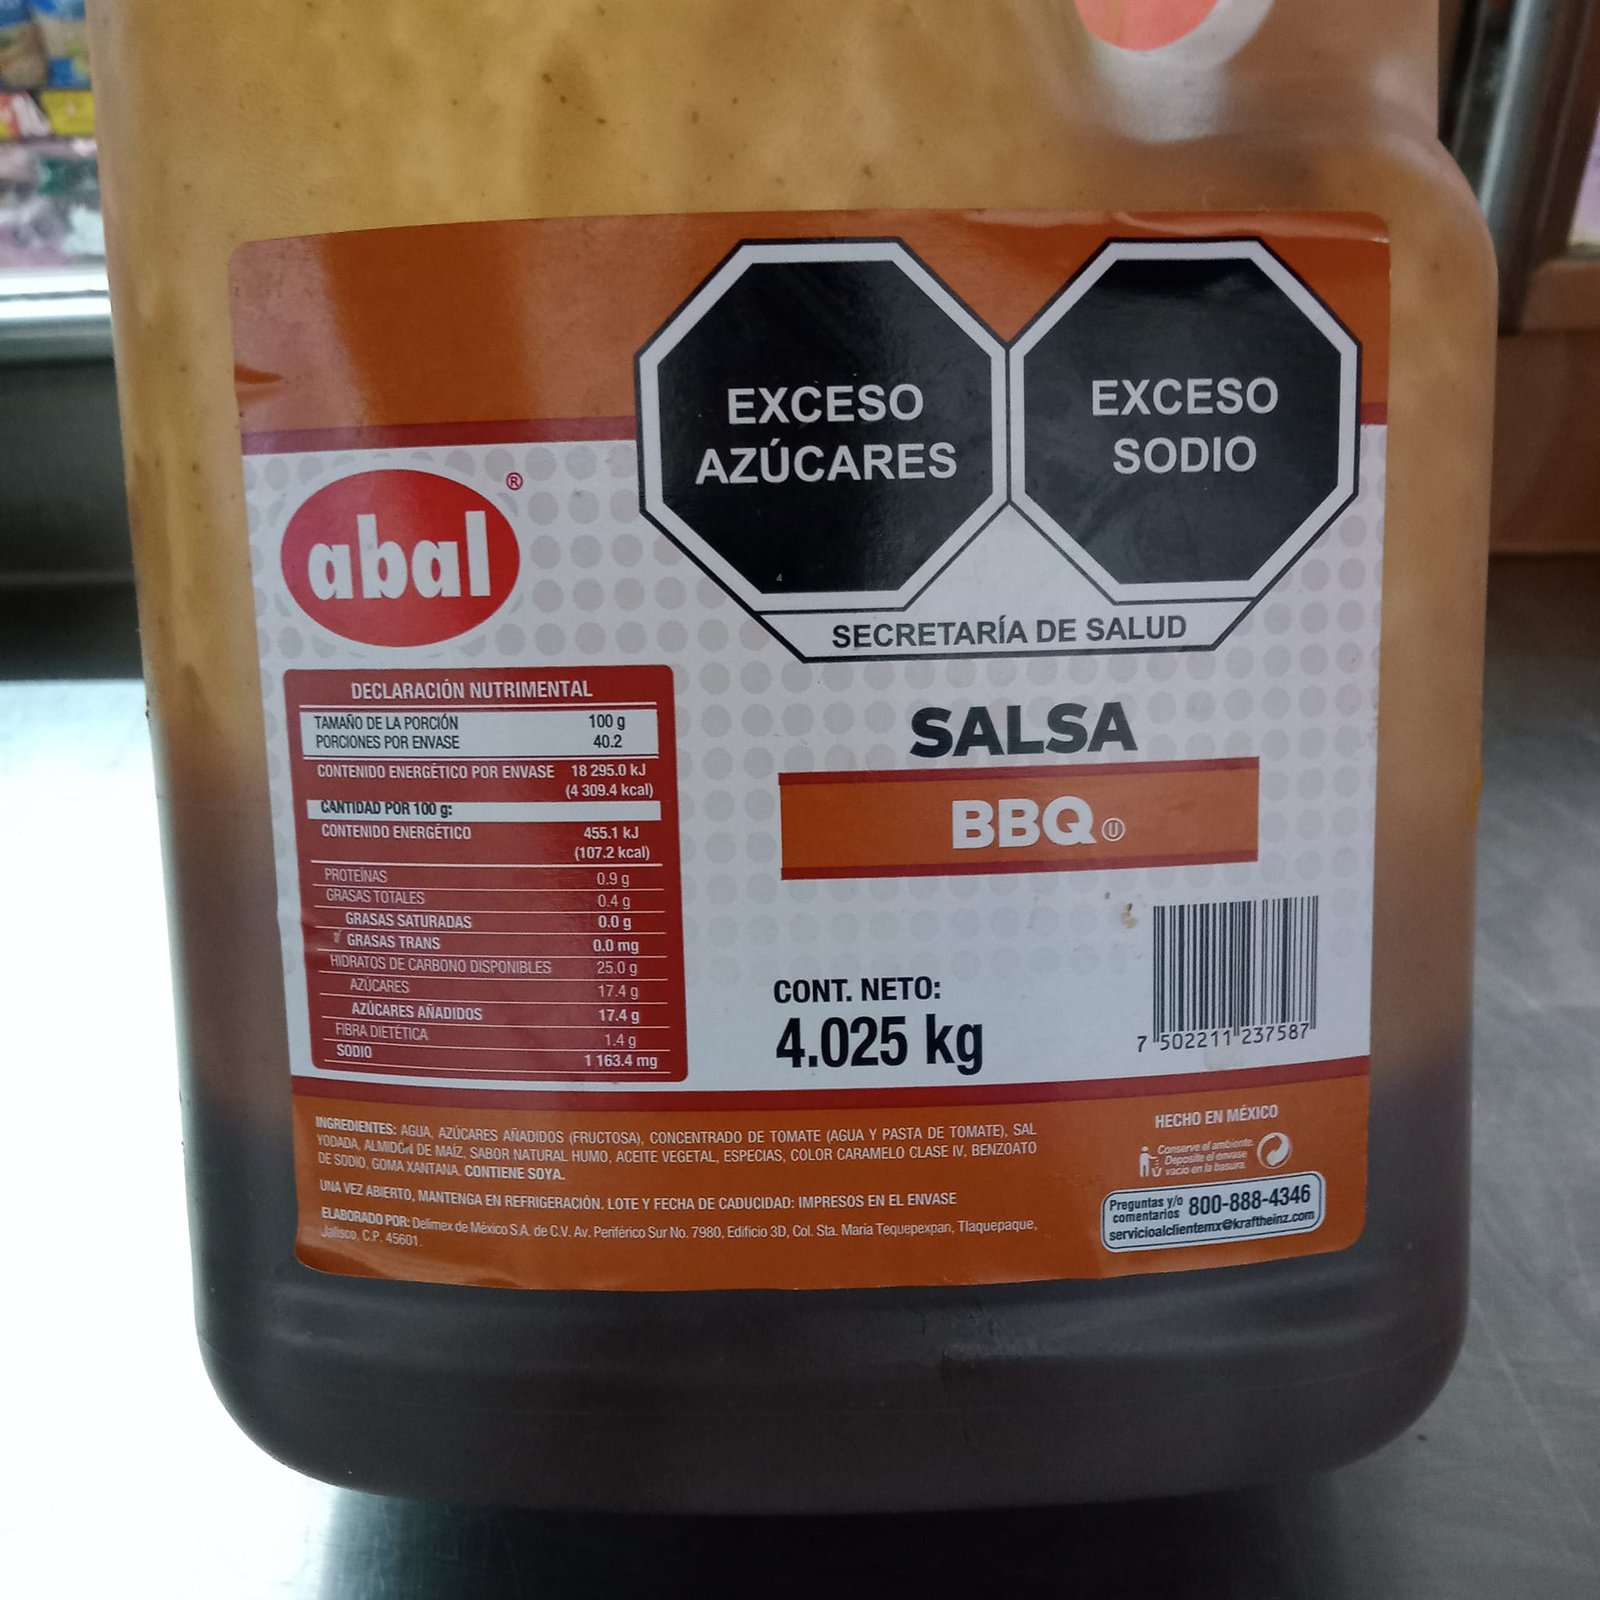 EXCESO
AZÚCARES
EXCESO
SODIO
SECRETARÍA DE SALUD
abal®
DECLARACIÓN NUTRIMENTAL
TAMAÑO DE LA PORCIÓN 100 g
PORCIONES POR ENVASE 40.2
CONTENIDO ENERGÉTICO POR ENVASE 18 295.0 kJ
(4 309.4 kcal)
CANTIDAD POR 100 g:
CONTENIDO ENERGÉTICO 455.1 kJ
(107.2 kcal)
PROTEÍNAS 0.9 g
GRASAS TOTALES 0.4 g
GRASAS SATURADAS 0.0 g
GRASAS TRANS 0.0 mg
HIDRATOS DE CARBONO DISPONIBLES 25.0 g
AZÚCARES 17.4 g
AZÚCARES AÑADIDOS 17.4 g
FIBRA DIETÉTICA 1.4 g
SODIO 1 163.4 mg
SALSA
BBQ U
CONT. NETO:
4.025 kg
7 502211 237587
INGREDIENTES: AGUA, AZÚCARES AÑADIDOS (FRUCTOSA), CONCENTRADO DE TOMATE (AGUA Y PASTA DE TOMATE), SAL
YODADA, ALMIDÓN DE MAÍZ, SABOR NATURAL HUMO, ACEITE VEGETAL, ESPECIAS, COLOR CARAMELO CLASE IV, BENZOATO
DE SODIO, GOMA XANTANA. CONTIENE SOYA.
UNA VEZ ABIERTO, MANTENGA EN REFRIGERACIÓN. LOTE Y FECHA DE CADUCIDAD: IMPRESOS EN EL ENVASE
ELABORADO POR: Delimex de México S.A. de C.V. Av. Periférico Sur No. 7980, Edificio 3D, Col. Sta. María Tequepexpan, Tlaquepaque,
Jalisco, C.P. 45601.
HECHO EN MÉXICO
Conserve el ambiente.
Deposite el envase
vacío en la basura.
Preguntas y/o
comentarios 800-888-4346
servicioalclientemx@kraftheinz.com